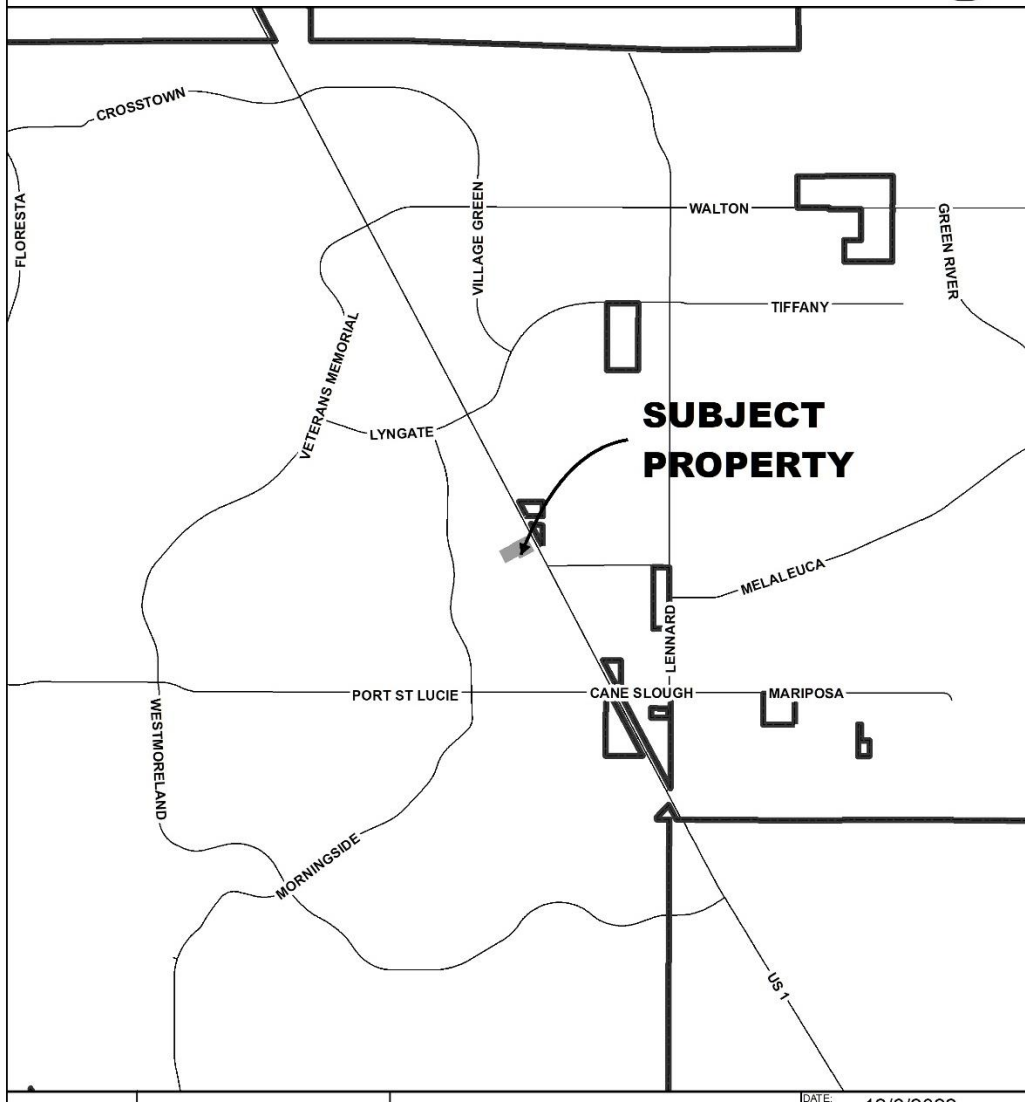 CROSSTOWN
FLORESTA
VILLAGE GREEN
WALTON
GREEN RIVER
TIFFANY
VETERANS MEMORIAL
LYNGATE
SUBJECT
PROPERTY
MELALEUCA
LENNARD
PORT ST LUCIE
CANE SLOUGH
MARIPOSA
WESTMORELAND
MORNINGSIDE
US 1
DATE: